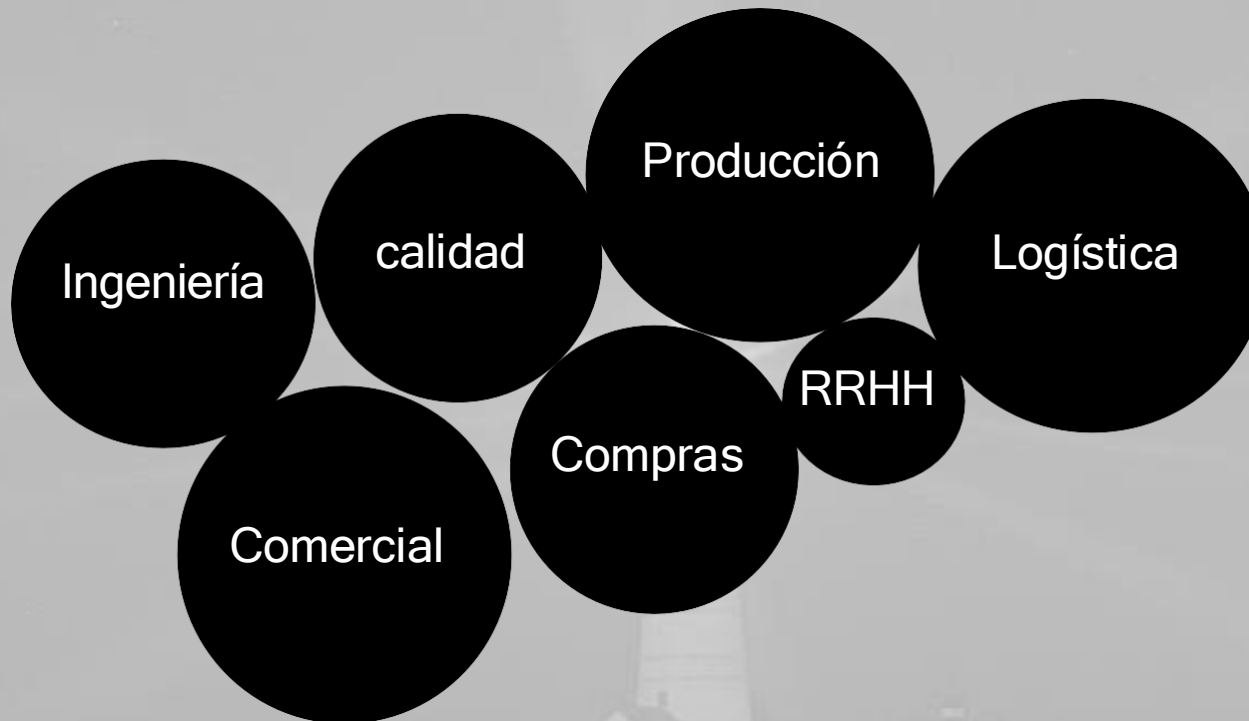 Producción
Logística
calidad
Ingeniería
RRHH
Compras
Comercial